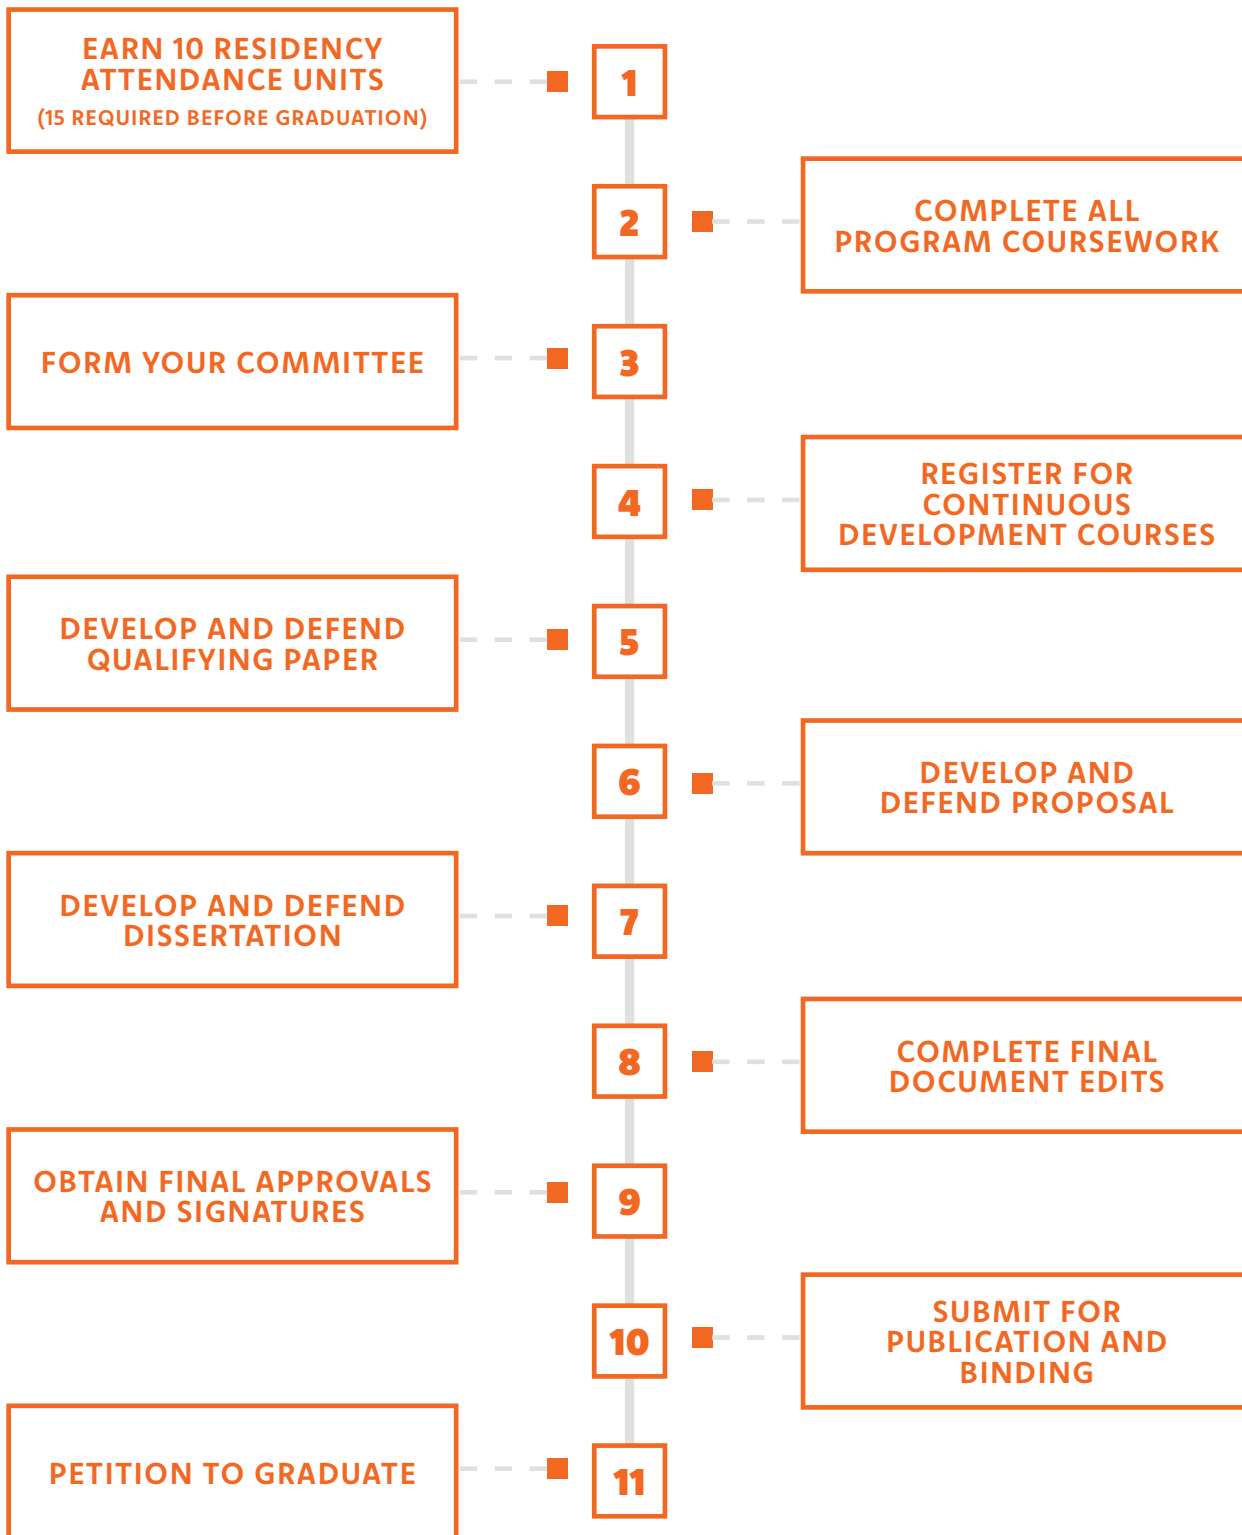 EARN 10 RESIDENCY
ATTENDANCE UNITS
(15 REQUIRED BEFORE GRADUATION)
1
2
COMPLETE ALL
PROGRAM COURSEWORK
FORM YOUR COMMITTEE
3
4
REGISTER FOR
CONTINUOUS
DEVELOPMENT COURSES
DEVELOP AND DEFEND
QUALIFYING PAPER
5
6
DEVELOP AND
DEFEND PROPOSAL
DEVELOP AND DEFEND
DISSERTATION
7
8
COMPLETE FINAL
DOCUMENT EDITS
OBTAIN FINAL APPROVALS
AND SIGNATURES
9
10
SUBMIT FOR
PUBLICATION AND
BINDING
PETITION TO GRADUATE
11